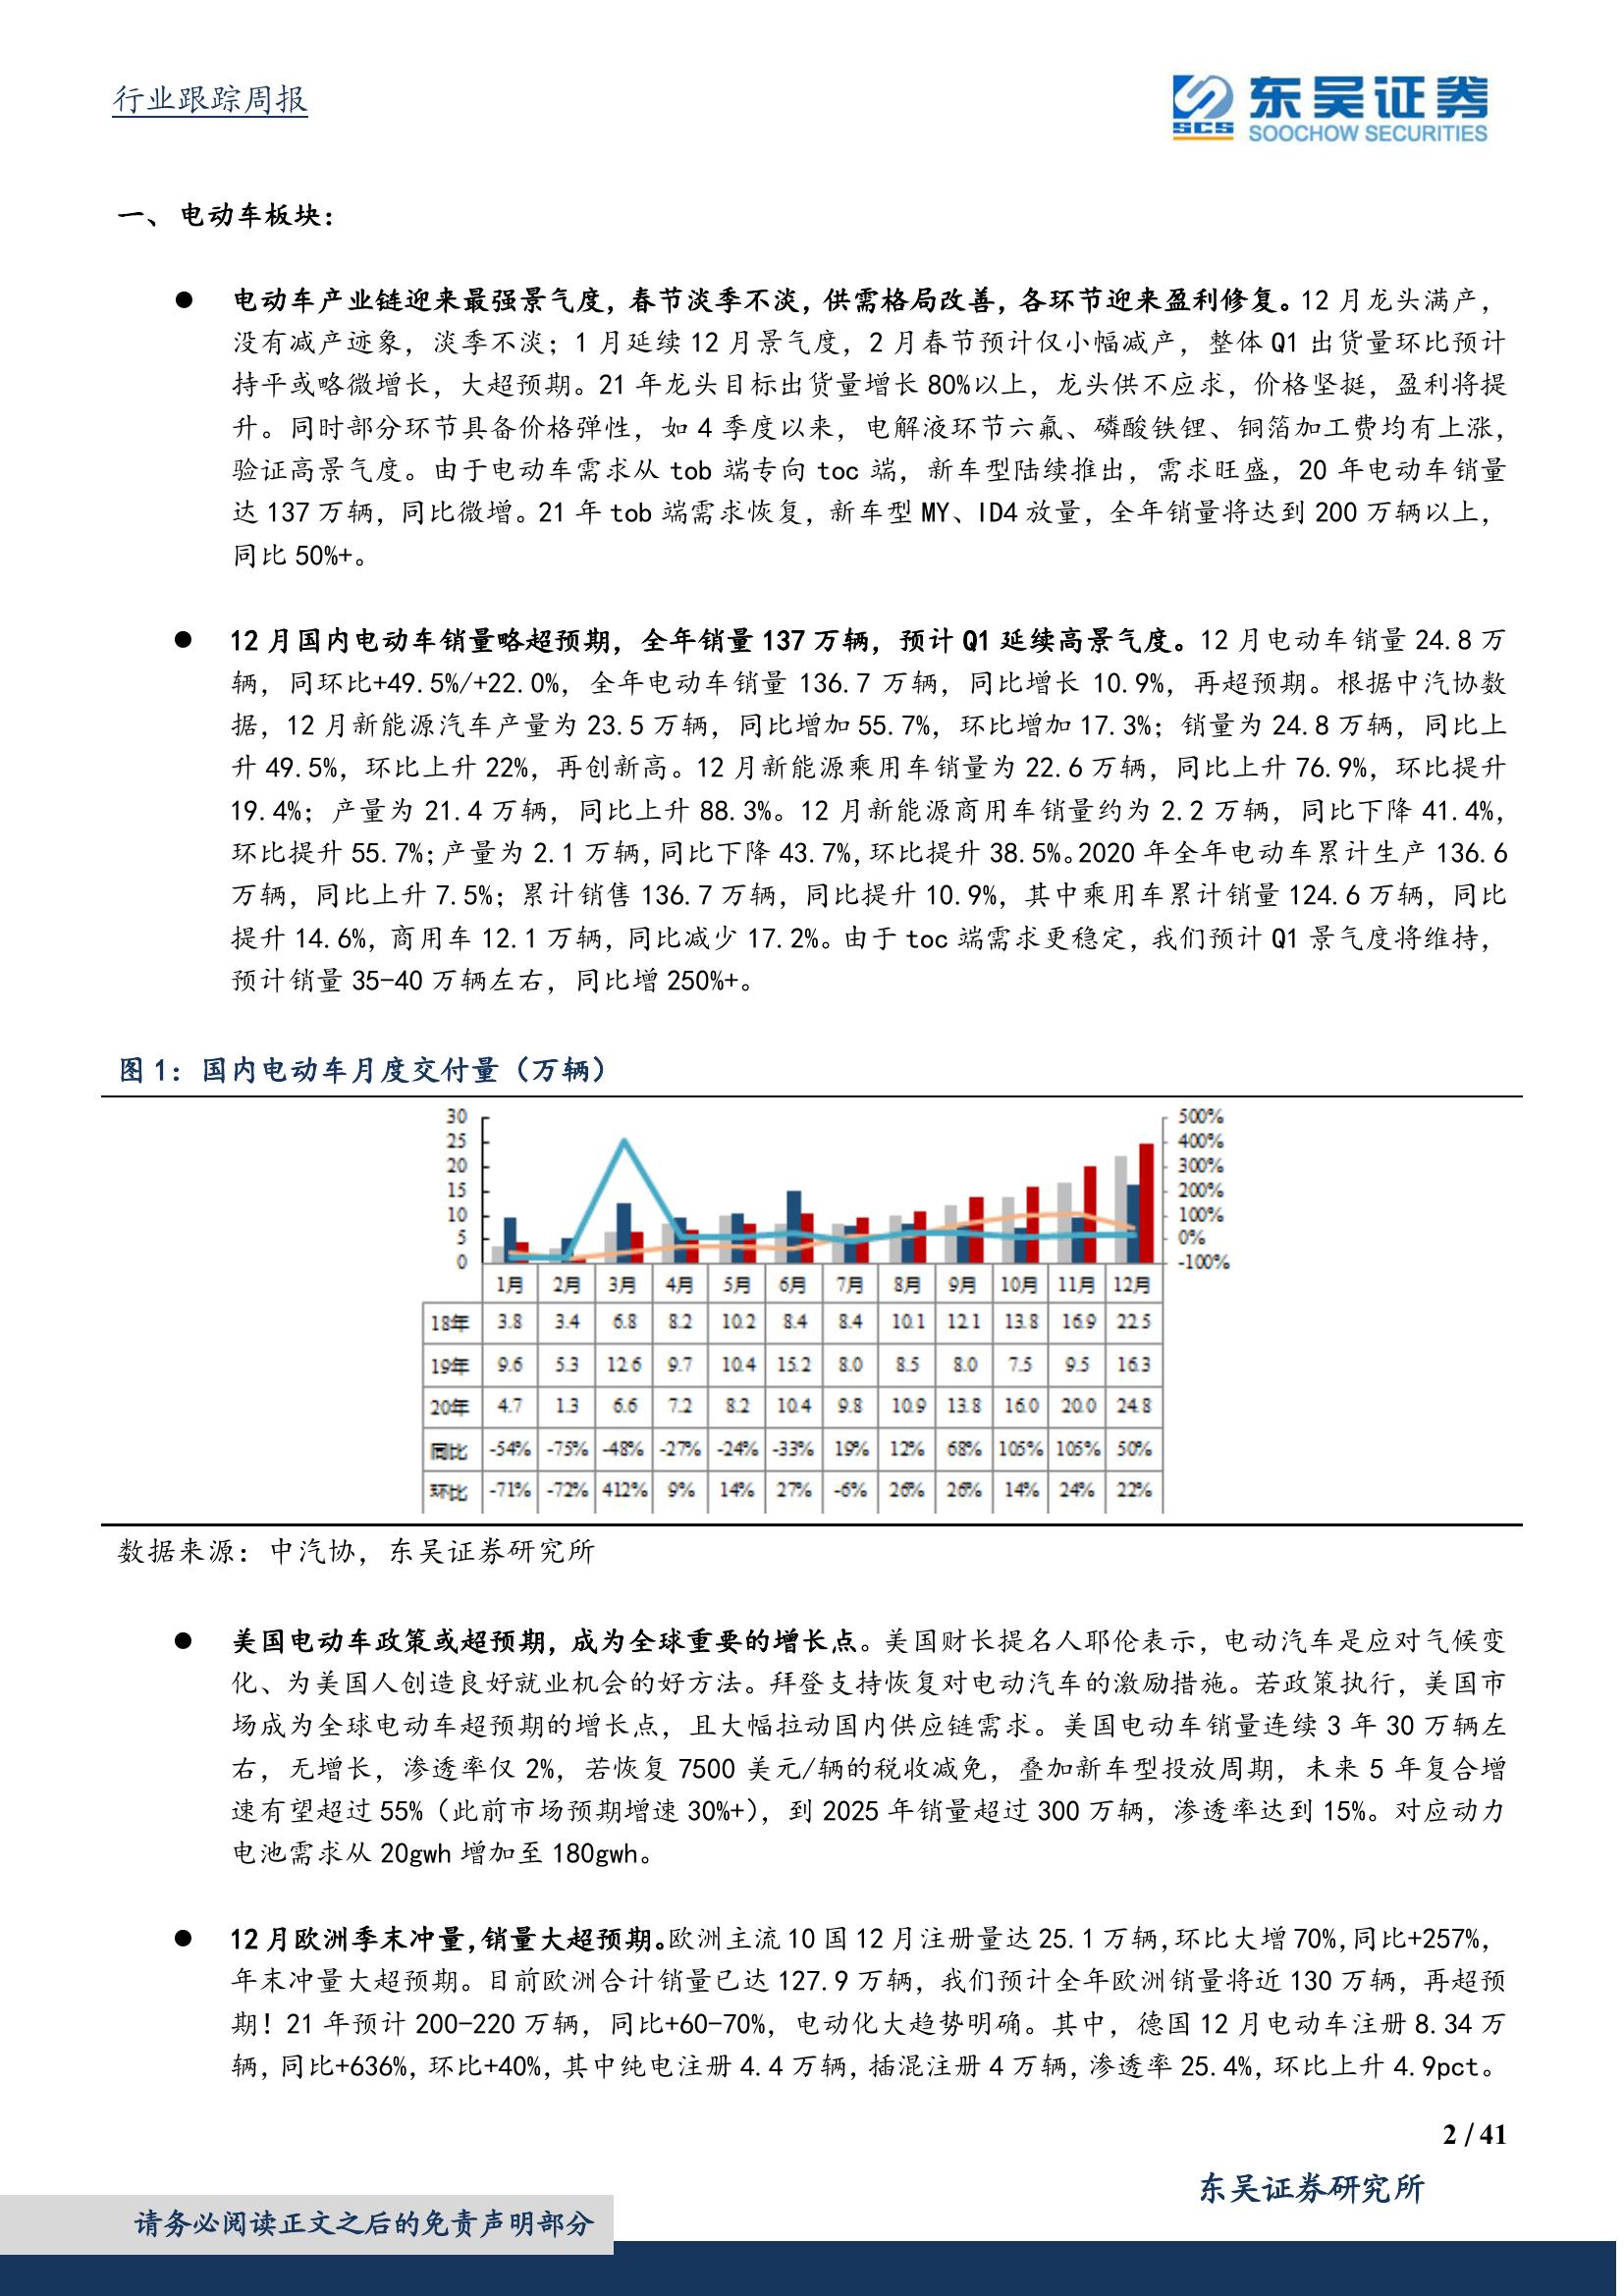 行业跟踪周报
SCS
东吴证券
SOOCHOW SECURITIES
一、 电动车板块：
● 电动车产业链迎来最强景气度，春节淡季不淡，供需格局改善，各环节迎来盈利修复。12 月龙头满产，
没有减产迹象，淡季不淡；1 月延续 12 月景气度，2 月春节预计仅小幅减产，整体 Q1 出货量环比预计
持平或略微增长，大超预期。21 年龙头目标出货量增长 80%以上，龙头供不应求，价格坚挺，盈利将提
升。同时部分环节具备价格弹性，如 4 季度以来，电解液环节六氟、磷酸铁锂、铜箔加工费均有上涨，
验证高景气度。由于电动车需求从 tob 端专向 toc 端，新车型陆续推出，需求旺盛，20 年电动车销量
达 137 万辆，同比微增。21 年 tob 端需求恢复，新车型 MY、ID4 放量，全年销量将达到 200 万辆以上，
同比 50%+。
● 12 月国内电动车销量略超预期，全年销量 137 万辆，预计 Q1 延续高景气度。12 月电动车销量 24.8 万
辆，同环比+49.5%/+22.0%，全年电动车销量 136.7 万辆，同比增长 10.9%，再超预期。根据中汽协数
据，12 月新能源汽车产量为 23.5 万辆，同比增加 55.7%，环比增加 17.3%；销量为 24.8 万辆，同比上
升 49.5%，环比上升 22%，再创新高。12 月新能源乘用车销量为 22.6 万辆，同比上升 76.9%，环比提升
19.4%；产量为 21.4 万辆，同比上升 88.3%。12 月新能源商用车销量约为 2.2 万辆，同比下降 41.4%，
环比提升 55.7%；产量为 2.1 万辆，同比下降 43.7%，环比提升 38.5%。2020 年全年电动车累计生产 136.6
万辆，同比上升 7.5%；累计销售 136.7 万辆，同比提升 10.9%，其中乘用车累计销量 124.6 万辆，同比
提升 14.6%，商用车 12.1 万辆，同比减少 17.2%。由于 toc 端需求更稳定，我们预计 Q1 景气度将维持，
预计销量 35-40 万辆左右，同比增 250%+。
图 1：国内电动车月度交付量（万辆）
30 500%
25 400%
20 300%
15 200%
10 100%
5 0%
0 -100%
1月 2月 3月 4月 5月 6月 7月 8月 9月 10月 11月 12月
18年 3.8 3.4 6.8 8.2 10.2 8.4 8.4 10.1 12.1 13.8 16.9 22.5
19年 9.6 5.3 12.6 9.7 10.4 15.2 8.0 8.5 8.0 7.5 9.5 16.3
20年 4.7 1.3 6.6 7.2 8.2 10.4 9.8 10.9 13.8 16.0 20.0 24.8
同比 -54% -75% -48% -27% -24% -33% 19% 12% 68% 105% 105% 50%
环比 -71% -72% 412% 9% 14% 27% -6% 26% 26% 14% 24% 22%
数据来源：中汽协，东吴证券研究所
● 美国电动车政策或超预期，成为全球重要的增长点。美国财长提名人耶伦表示，电动汽车是应对气候变
化、为美国人创造良好就业机会的好方法。拜登支持恢复对电动汽车的激励措施。若政策执行，美国市
场成为全球电动车超预期的增长点，且大幅拉动国内供应链需求。美国电动车销量连续 3 年 30 万辆左
右，无增长，渗透率仅 2%，若恢复 7500 美元/辆的税收减免，叠加新车型投放周期，未来 5 年复合增
速有望超过 55%（此前市场预期增速 30%+），到 2025 年销量超过 300 万辆，渗透率达到 15%。对应动力
电池需求从 20gwh 增加至 180gwh。
● 12 月欧洲季末冲量，销量大超预期。欧洲主流 10 国 12 月注册量达 25.1 万辆，环比大增 70%，同比+257%，
年末冲量大超预期。目前欧洲合计销量已达 127.9 万辆，我们预计全年欧洲销量将近 130 万辆，再超预
期！21 年预计 200-220 万辆，同比+60-70%，电动化大趋势明确。其中，德国 12 月电动车注册 8.34 万
辆，同比+636%，环比+40%，其中纯电注册 4.4 万辆，插混注册 4 万辆，渗透率 25.4%，环比上升 4.9pct。
2 / 41
东吴证券研究所
请务必阅读正文之后的免责声明部分